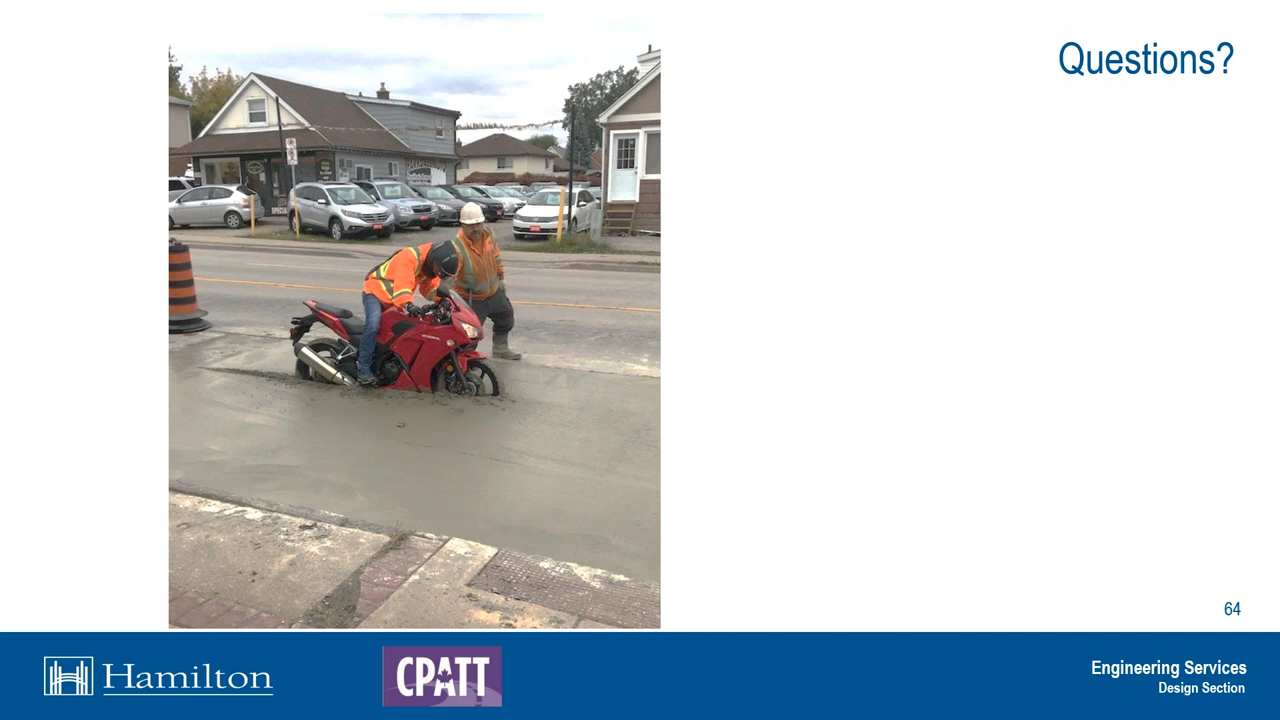 Questions?
64
Hamilton
CPATT
Engineering Services
Design Section